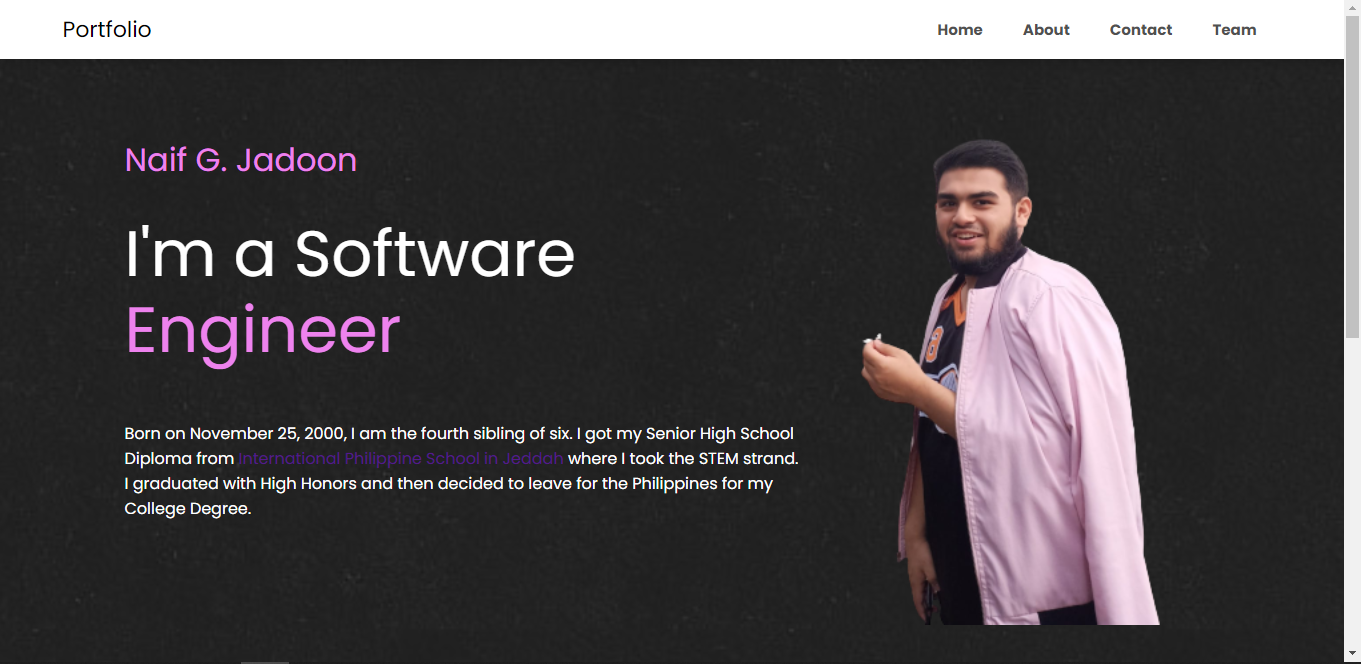 Portfolio
Home About Contact Team
Naif G. Jadoon
I'm a Software
Engineer
Born on November 25, 2000, I am the fourth sibling of six. I got my Senior High School
Diploma from International Philippine School in Jeddah where I took the STEM strand.
I graduated with High Honors and then decided to leave for the Philippines for my
College Degree.
8